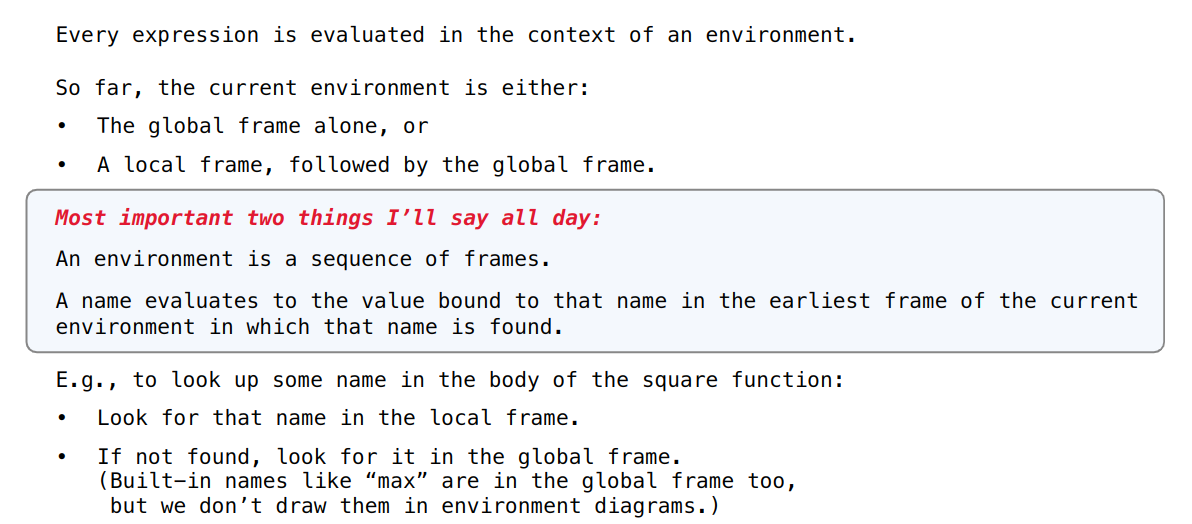 Every expression is evaluated in the context of an environment.
So far, the current environment is either:
• The global frame alone, or
• A local frame, followed by the global frame.
Most important two things I’ll say all day:
An environment is a sequence of frames.
A name evaluates to the value bound to that name in the earliest frame of the current
environment in which that name is found.
E.g., to look up some name in the body of the square function:
• Look for that name in the local frame.
• If not found, look for it in the global frame.
(Built–in names like “max” are in the global frame too,
but we don’t draw them in environment diagrams.)